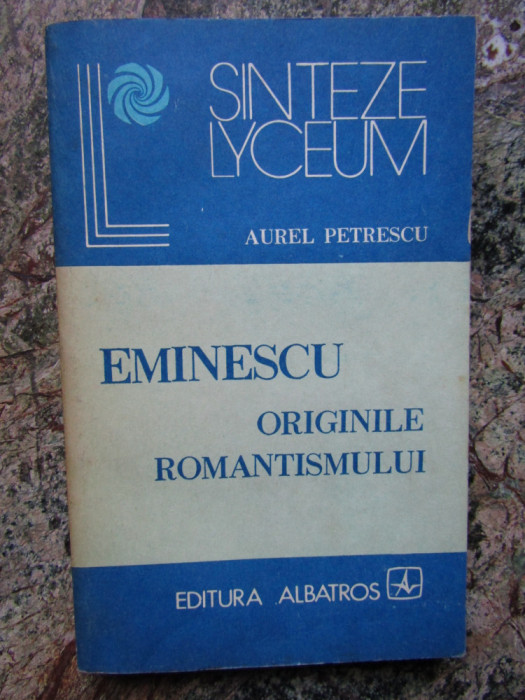 SINTEZE
LYCEUM
AUREL PETRESCU
EMINESCU
ORIGINILE
ROMANTISMULUI
EDITURA ALBATROS